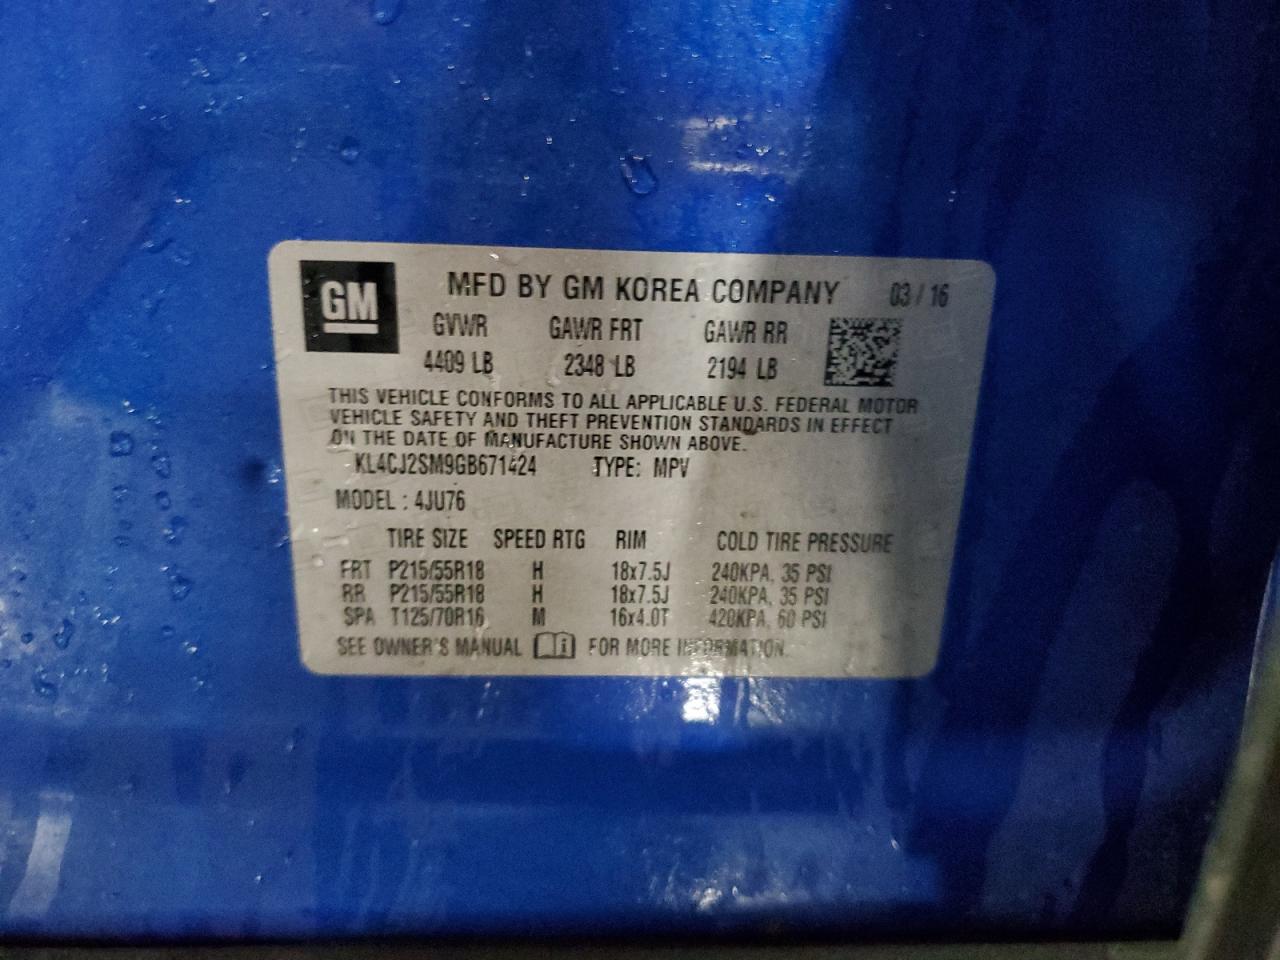 GM
MFD BY GM KOREA COMPANY 03 / 16
GVWR GAWR FRT GAWR RR
4409 LB 2348 LB 2194 LB
THIS VEHICLE CONFORMS TO ALL APPLICABLE U.S. FEDERAL MOTOR
VEHICLE SAFETY AND THEFT PREVENTION STANDARDS IN EFFECT
ON THE DATE OF MANUFACTURE SHOWN ABOVE.
KL4CJ2SM9GB671424 TYPE: MPV
MODEL : 4JU76
TIRE SIZE SPEED RTG RIM COLD TIRE PRESSURE
FRT P215/55R18 H 18x7.5J 240KPA, 35 PSI
RR P215/55R18 H 18x7.5J 240KPA, 35 PSI
SPA T125/70R16 M 16x4.0T 420KPA, 60 PSI
SEE OWNER'S MANUAL i FOR MORE INFORMATION.